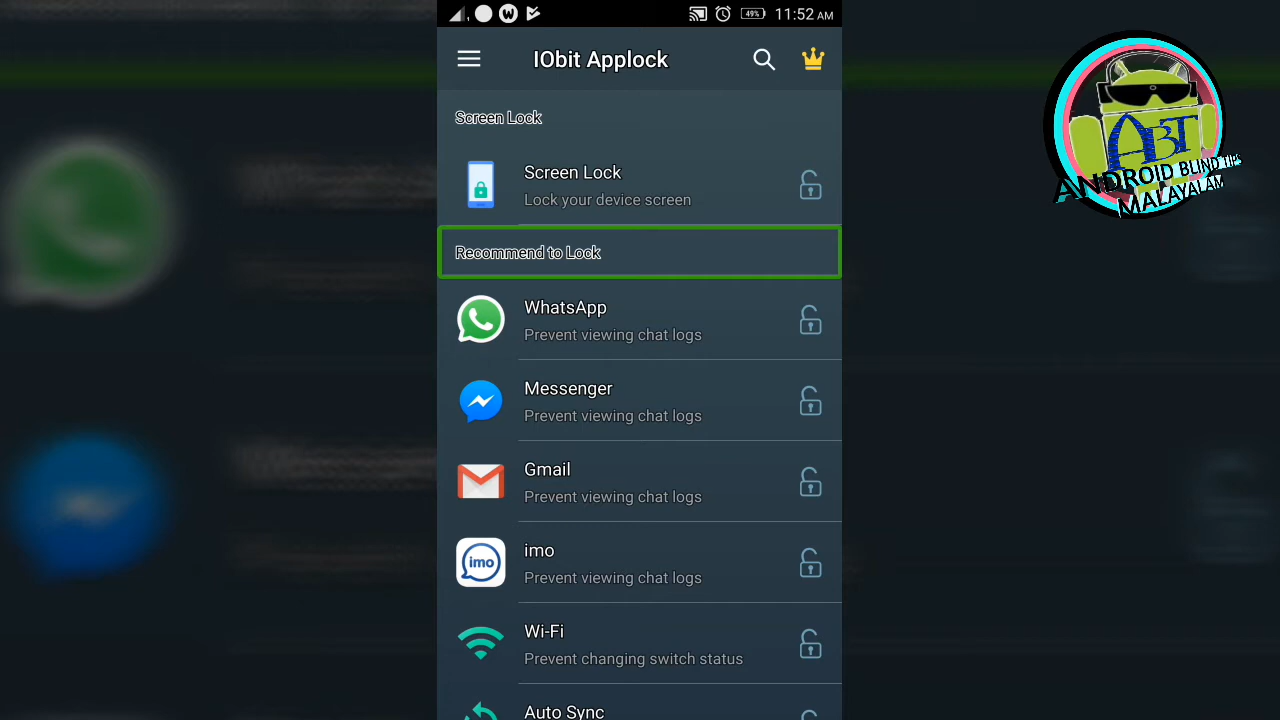 49%
11:52 AM
IObit Applock
Screen Lock
Screen Lock
Lock your device screen
Recommend to Lock
WhatsApp
Prevent viewing chat logs
Messenger
Prevent viewing chat logs
Gmail
Prevent viewing chat logs
imo
imo
Prevent viewing chat logs
Wi-Fi
Prevent changing switch status
Auto Sync
ABT
ANDROID BLIND TIPS
MALAYALAM